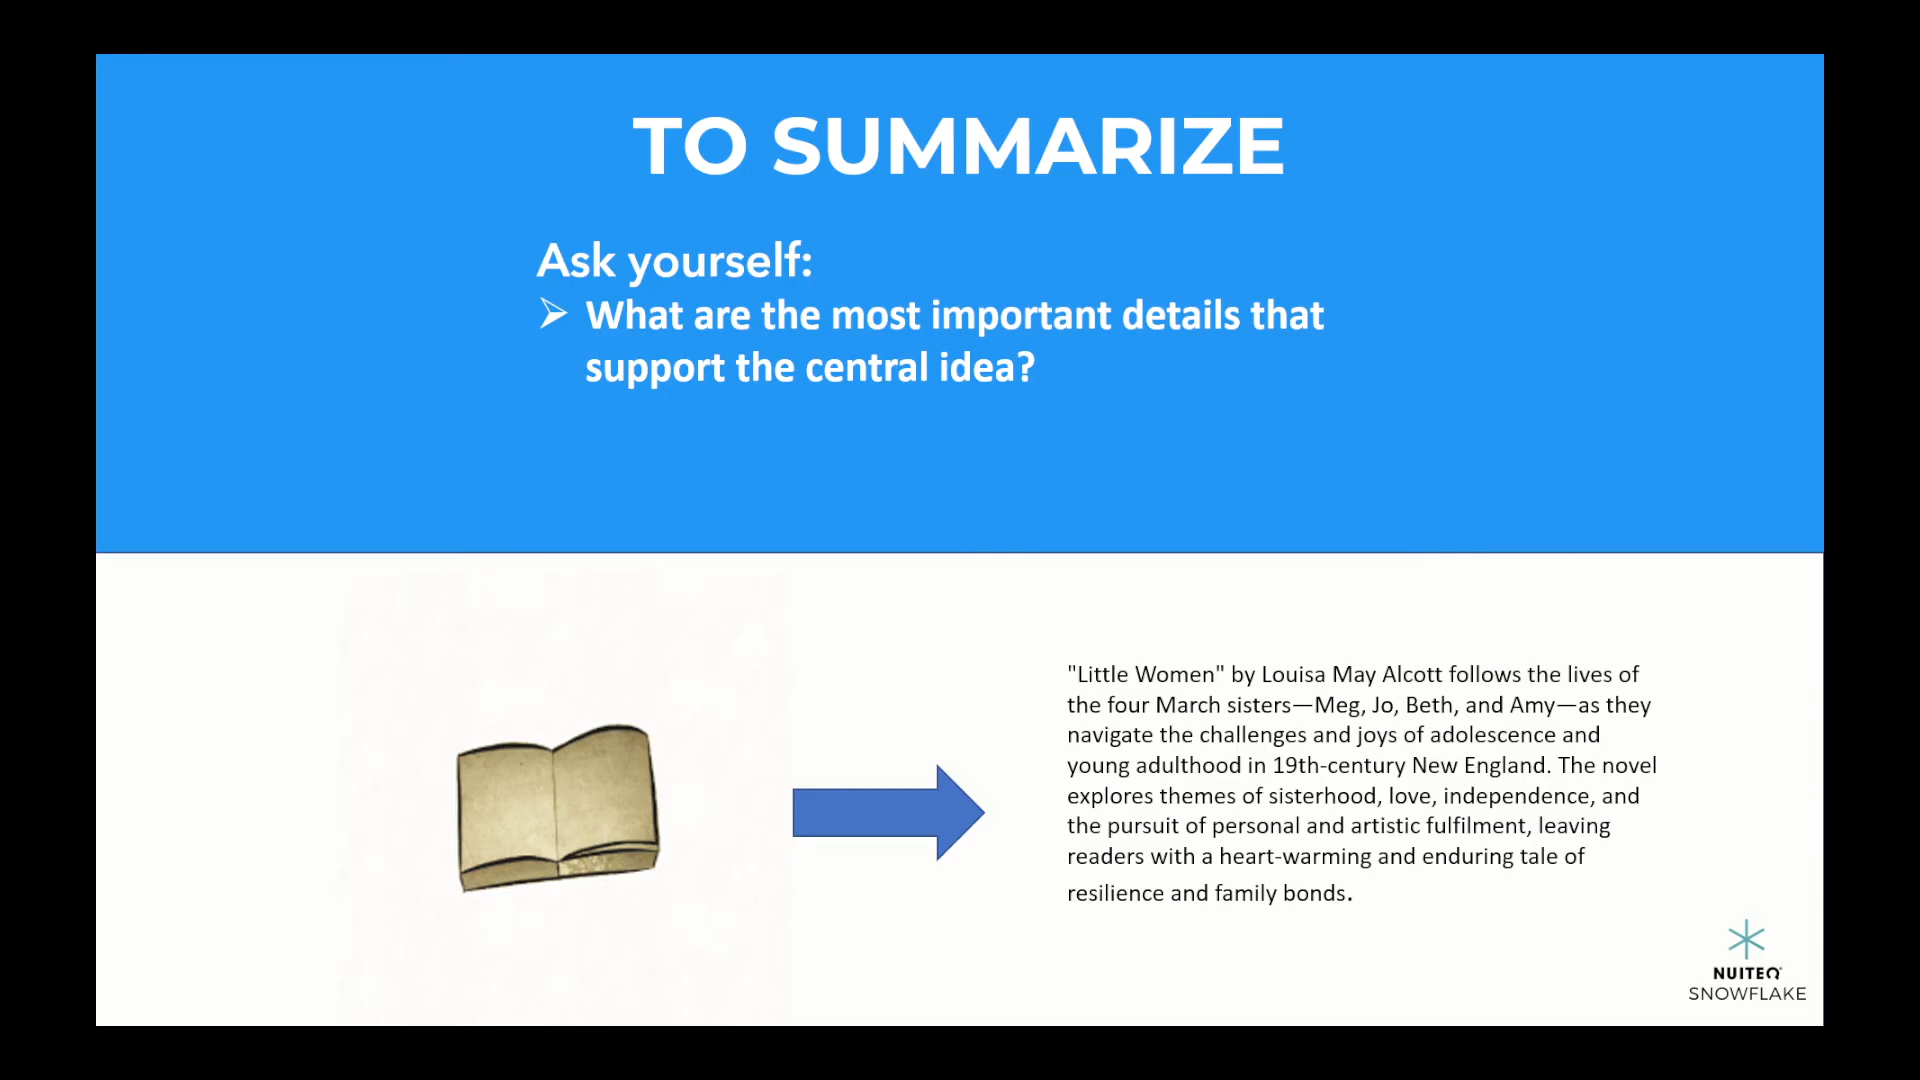 TO SUMMARIZE
Ask yourself:
➢ What are the most important details that
support the central idea?
"Little Women" by Louisa May Alcott follows the lives of
the four March sisters—Meg, Jo, Beth, and Amy—as they
navigate the challenges and joys of adolescence and
young adulthood in 19th-century New England. The novel
explores themes of sisterhood, love, independence, and
the pursuit of personal and artistic fulfilment, leaving
readers with a heart-warming and enduring tale of
resilience and family bonds.
NUITEQ
SNOWFLAKE